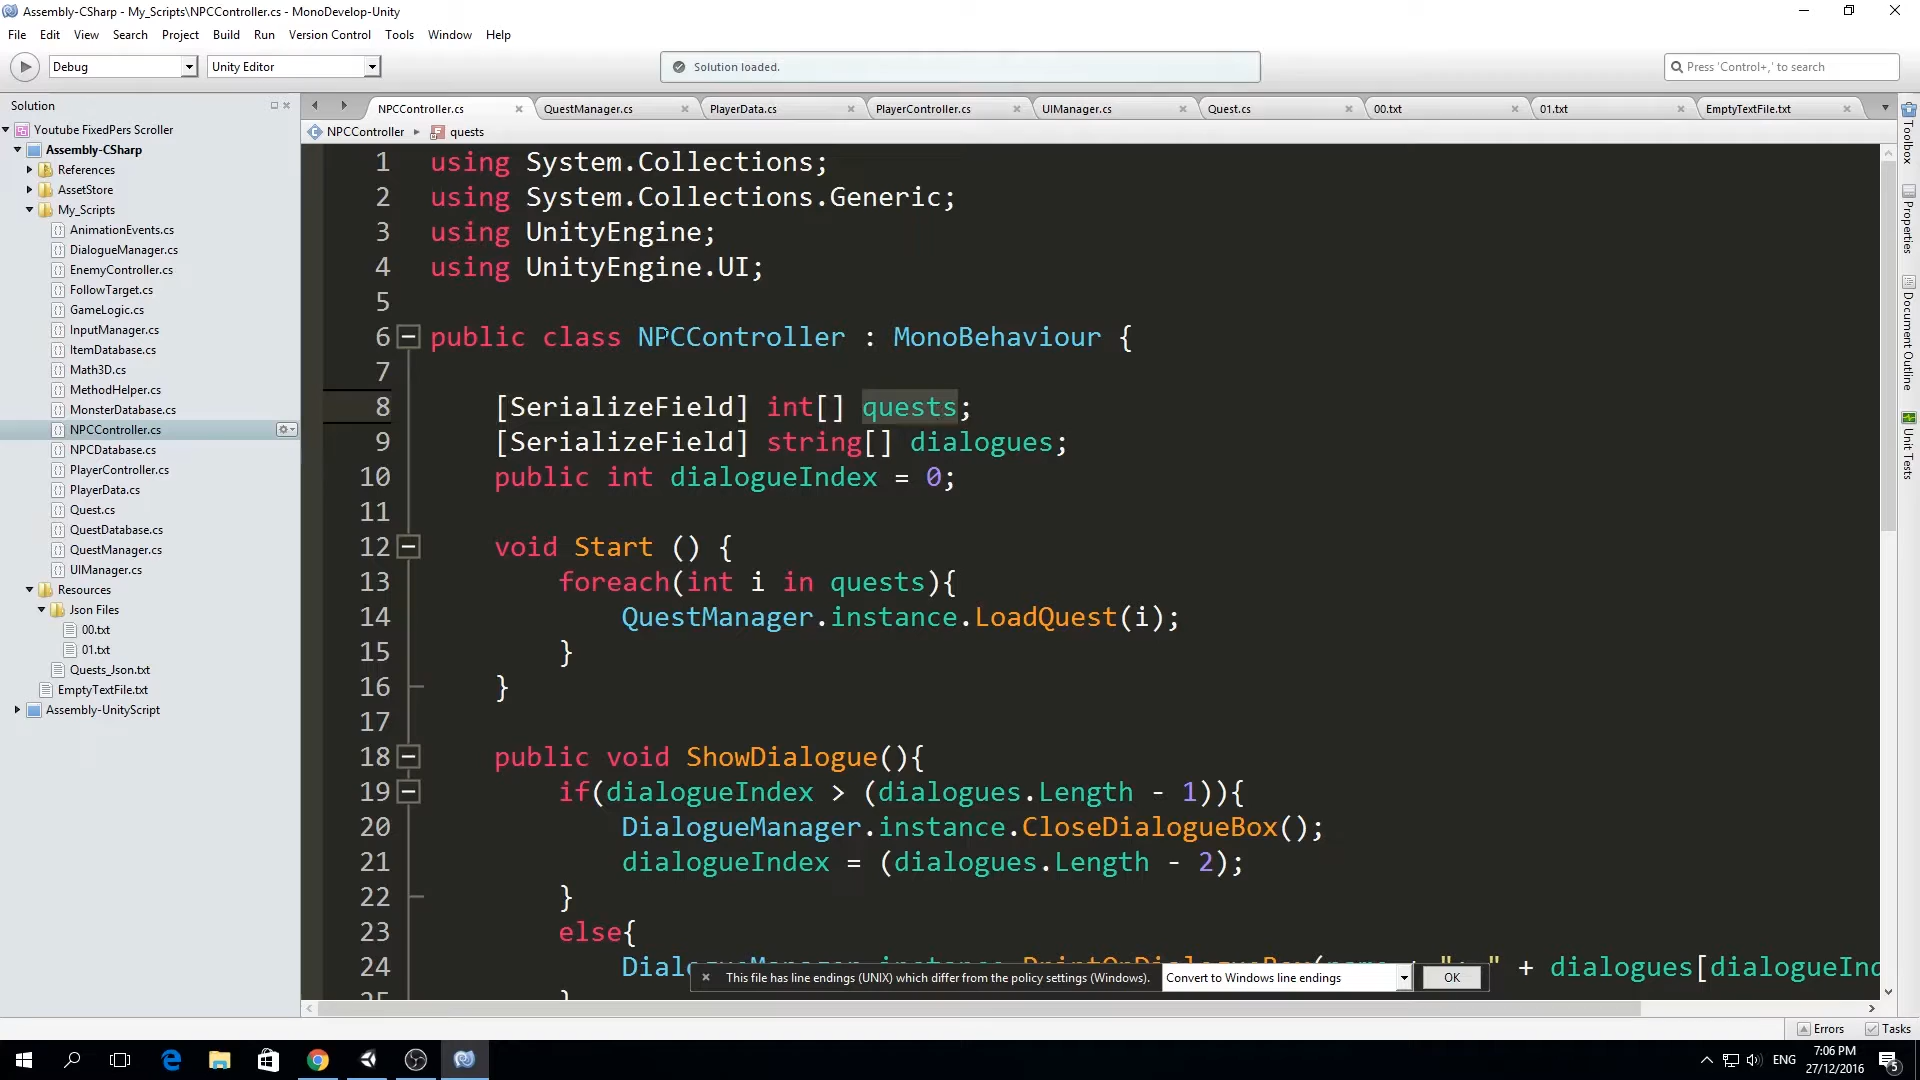 Assembly-CSharp - My_Scripts\NPCController.cs - MonoDevelop-Unity
File Edit View Search Project Build Run Version Control Tools Window Help
Debug
Unity Editor
Solution loaded.
Press 'Control+,' to search
Solution
Youtube FixedPers Scroller
Assembly-CSharp
References
AssetStore
My_Scripts
AnimationEvents.cs
DialogueManager.cs
EnemyController.cs
FollowTarget.cs
GameLogic.cs
InputManager.cs
ItemDatabase.cs
Math3D.cs
MethodHelper.cs
MonsterDatabase.cs
NPCController.cs
NPCDatabase.cs
PlayerController.cs
PlayerData.cs
Quest.cs
QuestDatabase.cs
QuestManager.cs
UIManager.cs
Resources
Json Files
00.txt
01.txt
Quests_Json.txt
EmptyTextFile.txt
Assembly-UnityScript
NPCController.cs QuestManager.cs PlayerData.cs PlayerController.cs UIManager.cs Quest.cs 00.txt 01.txt EmptyTextFile.txt
NPCController quests
1 using System.Collections;
2 using System.Collections.Generic;
3 using UnityEngine;
4 using UnityEngine.UI;
5
6 public class NPCController : MonoBehaviour {
7
8 [SerializeField] int[] quests;
9 [SerializeField] string[] dialogues;
10 public int dialogueIndex = 0;
11
12 void Start () {
13 foreach(int i in quests){
14 QuestManager.instance.LoadQuest(i);
15 }
16 }
17
18 public void ShowDialogue(){
19 if(dialogueIndex > (dialogues.Length - 1)){
20 DialogueManager.instance.CloseDialogueBox();
21 dialogueIndex = (dialogues.Length - 2);
22 }
23 else{
24 + dialogues[dialogueInd
This file has line endings (UNIX) which differ from the policy settings (Windows).
Convert to Windows line endings
OK
Toolbox
Properties
Document Outline
Unit Tests
Errors
Tasks
ENG
7:06 PM
27/12/2016
5